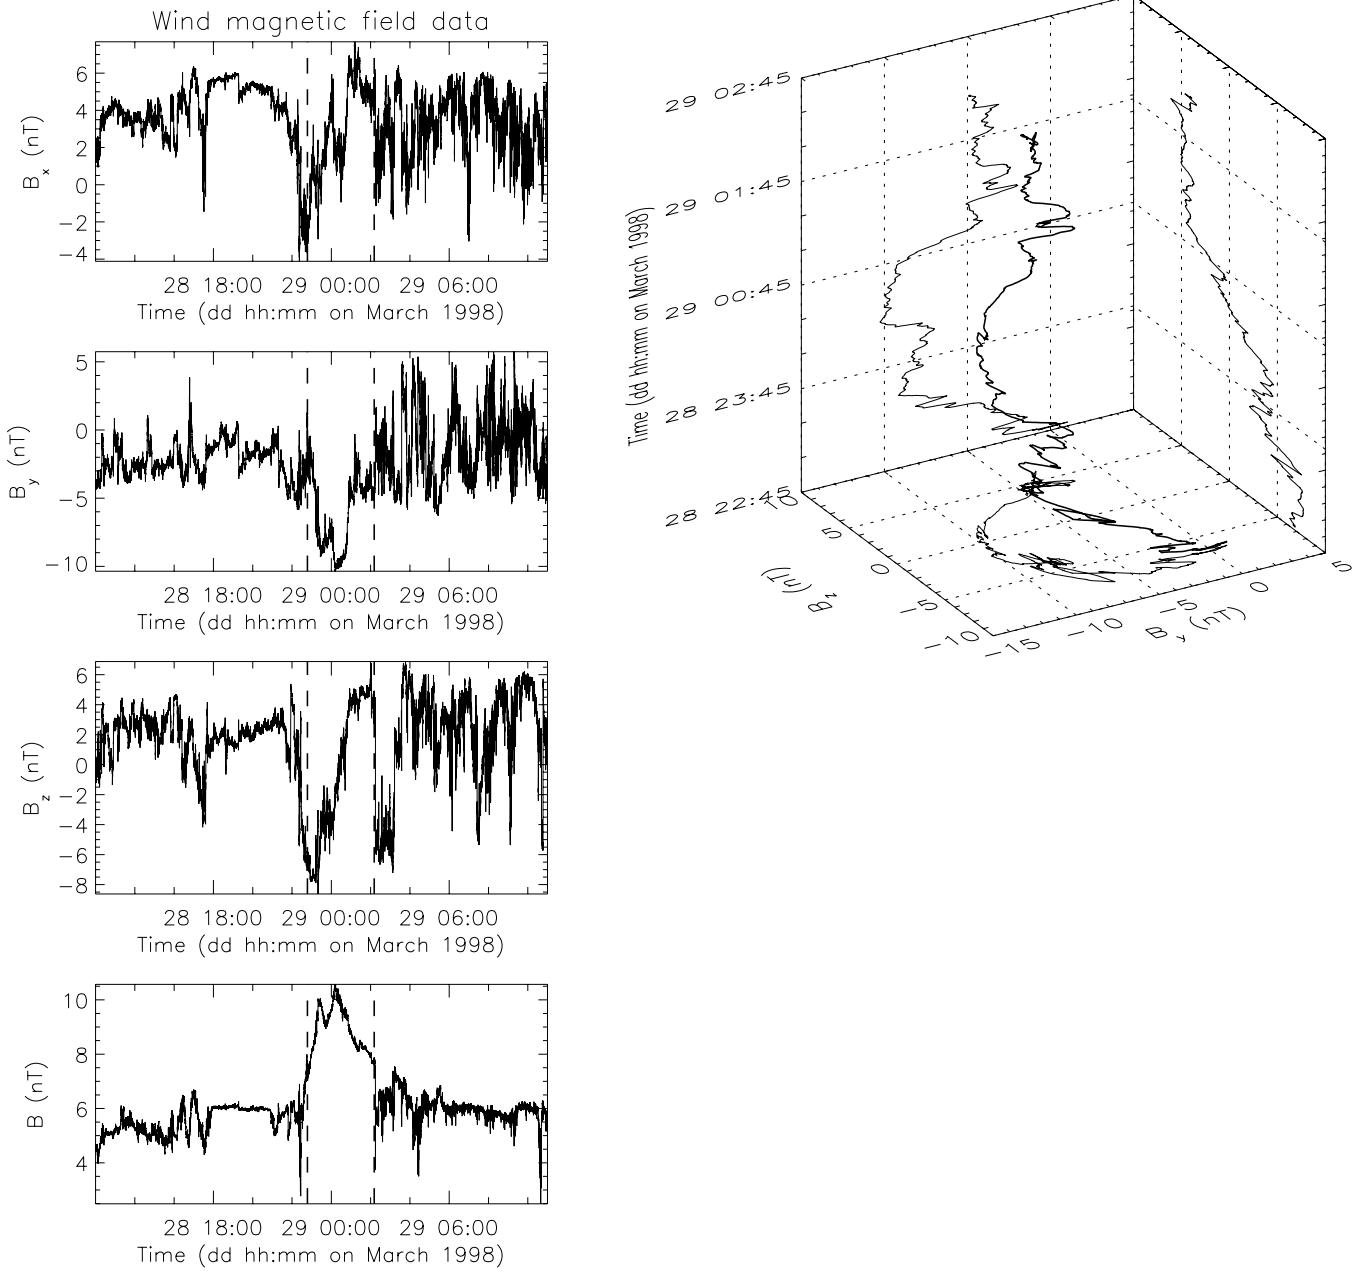 Wind magnetic field data
6
4
2
0
−2
−4
Bx (nT)
28 18:00 29 00:00 29 06:00
Time (dd hh:mm on March 1998)
5
0
−5
−10
By (nT)
28 18:00 29 00:00 29 06:00
Time (dd hh:mm on March 1998)
6
4
2
0
−2
−4
−6
−8
Bz (nT)
28 18:00 29 00:00 29 06:00
Time (dd hh:mm on March 1998)
10
8
6
4
B (nT)
28 18:00 29 00:00 29 06:00
Time (dd hh:mm on March 1998)
29 02:45
29 01:45
29 00:45
28 23:45
28 22:45
Time (dd hh:mm on March 1998)
10
5
0
−5
−10
Bz (nT)
−15
−10
−5
0
5
By (nT)